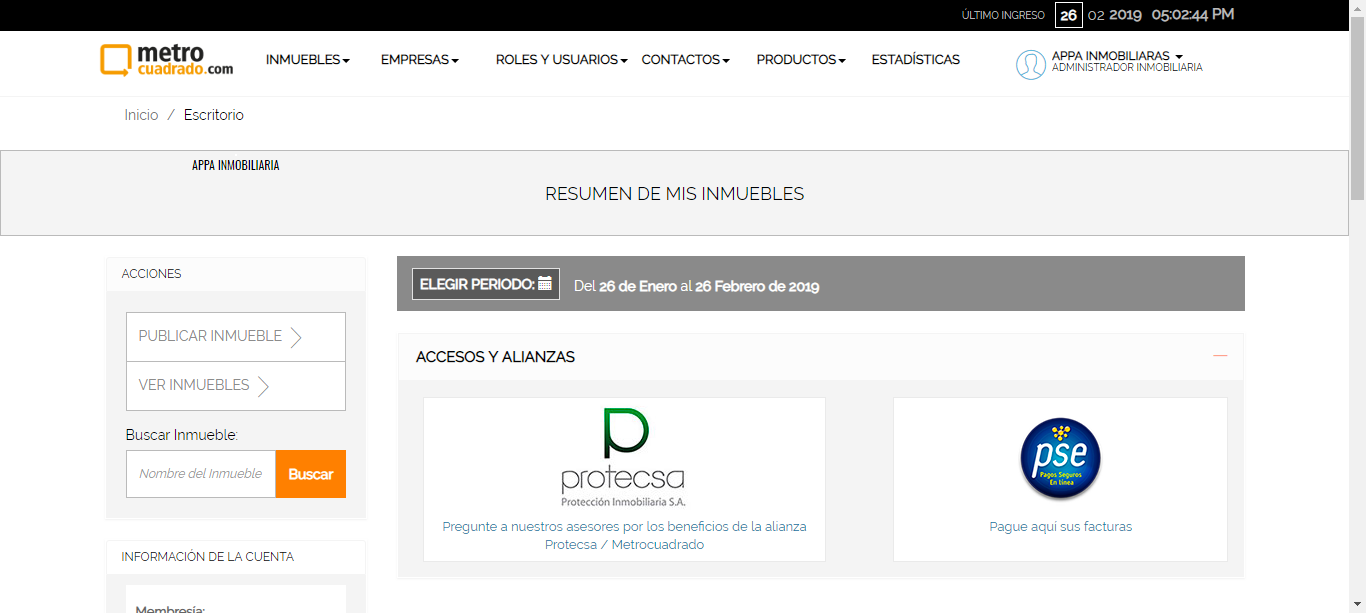 ÚLTIMO INGRESO 26 02 2019 05:02:44 PM
metro
cuadrado.com
INMUEBLES EMPRESAS ROLES Y USUARIOS CONTACTOS PRODUCTOS ESTADÍSTICAS
APPA INMOBILIARAS
ADMINISTRADOR INMOBILIARIA
Inicio / Escritorio
APPA INMOBILIARIA
RESUMEN DE MIS INMUEBLES
ACCIONES
PUBLICAR INMUEBLE
VER INMUEBLES
Buscar Inmueble:
Nombre del Inmueble Buscar
INFORMACIÓN DE LA CUENTA
Membresía:
ELEGIR PERIODO: Del 26 de Enero al 26 Febrero de 2019
ACCESOS Y ALIANZAS
protecsa
Protección Inmobiliaria S.A.
Pregunte a nuestros asesores por los beneficios de la alianza
Protecsa / Metrocuadrado
pse
Pagos Seguros
En línea
Pague aquí sus facturas